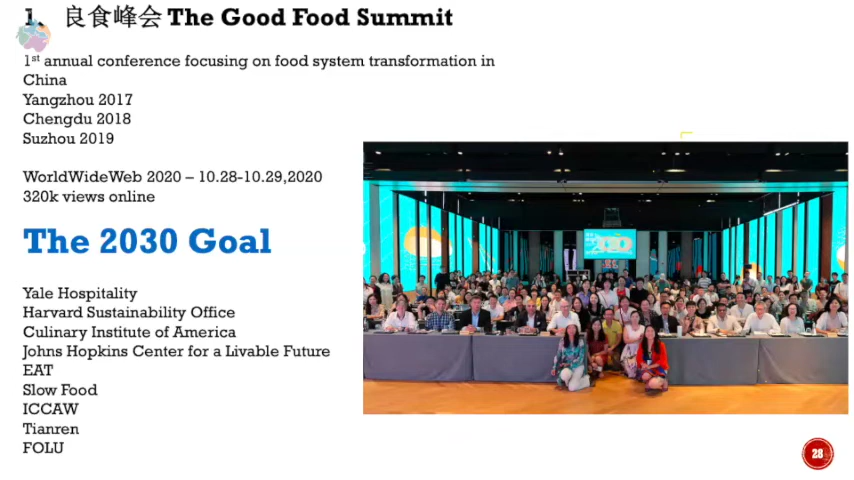 1、良食峰会 The Good Food Summit
1st annual conference focusing on food system transformation in
China
Yangzhou 2017
Chengdu 2018
Suzhou 2019
WorldWideWeb 2020 – 10.28-10.29,2020
320k views online
The 2030 Goal
Yale Hospitality
Harvard Sustainability Office
Culinary Institute of America
Johns Hopkins Center for a Livable Future
EAT
Slow Food
ICCAW
Tianren
FOLU
28